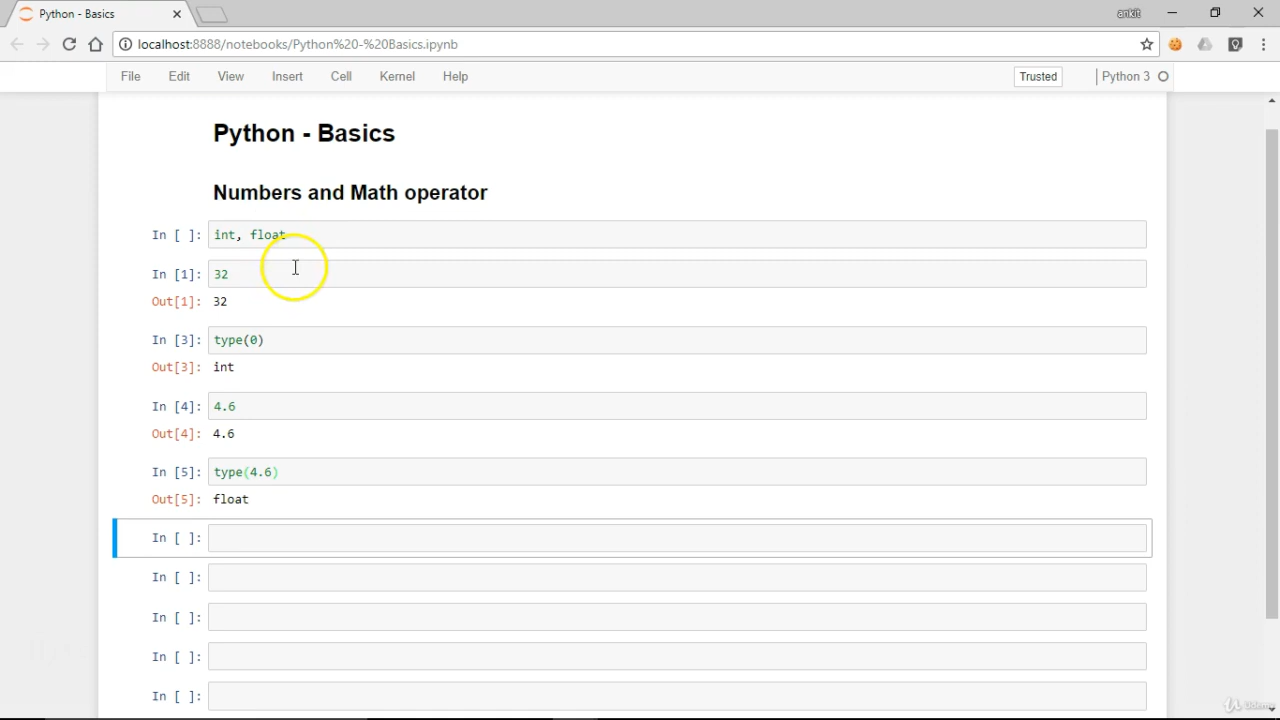 Python - Basics
ankit
localhost:8888/notebooks/Python%20-%20Basics.ipynb
File Edit View Insert Cell Kernel Help Trusted Python 3
Python - Basics
Numbers and Math operator
In [ ]: int, float
In [1]: 32
Out[1]: 32
In [3]: type(0)
Out[3]: int
In [4]: 4.6
Out[4]: 4.6
In [5]: type(4.6)
Out[5]: float
In [ ]:
In [ ]:
In [ ]:
In [ ]:
In [ ]:
Udemy